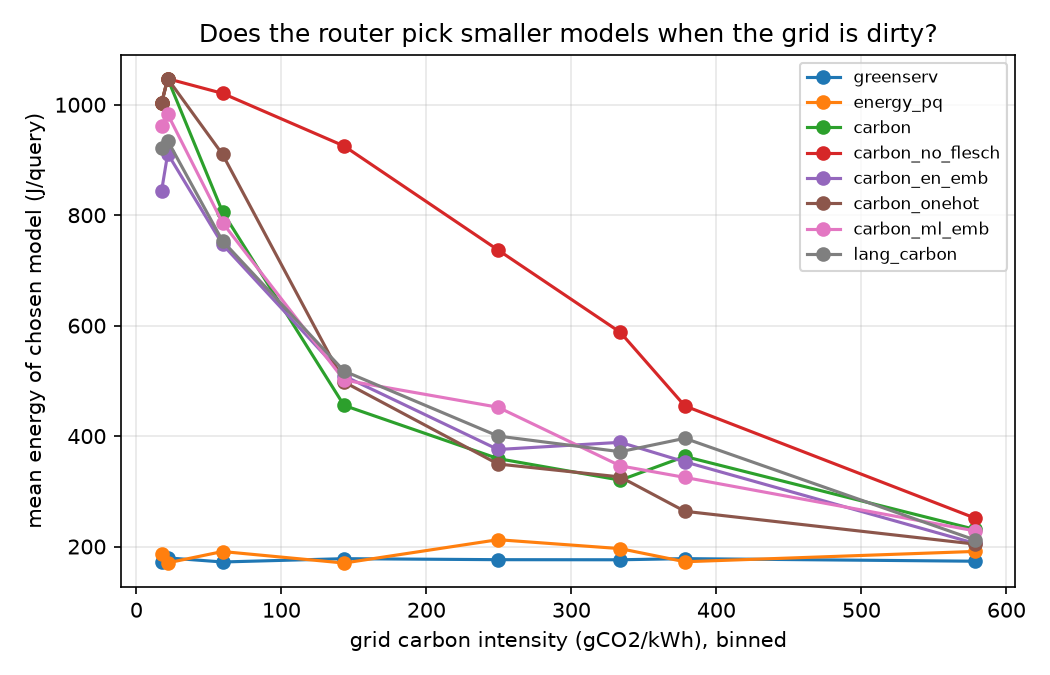 Does the router pick smaller models when the grid is dirty?
mean energy of chosen model (J/query)
1000
800
600
400
200
0
100
200
300
400
500
600
grid carbon intensity (gCO2/kWh), binned
greenserv
energy_pq
carbon
carbon_no_flesch
carbon_en_emb
carbon_onehot
carbon_ml_emb
lang_carbon